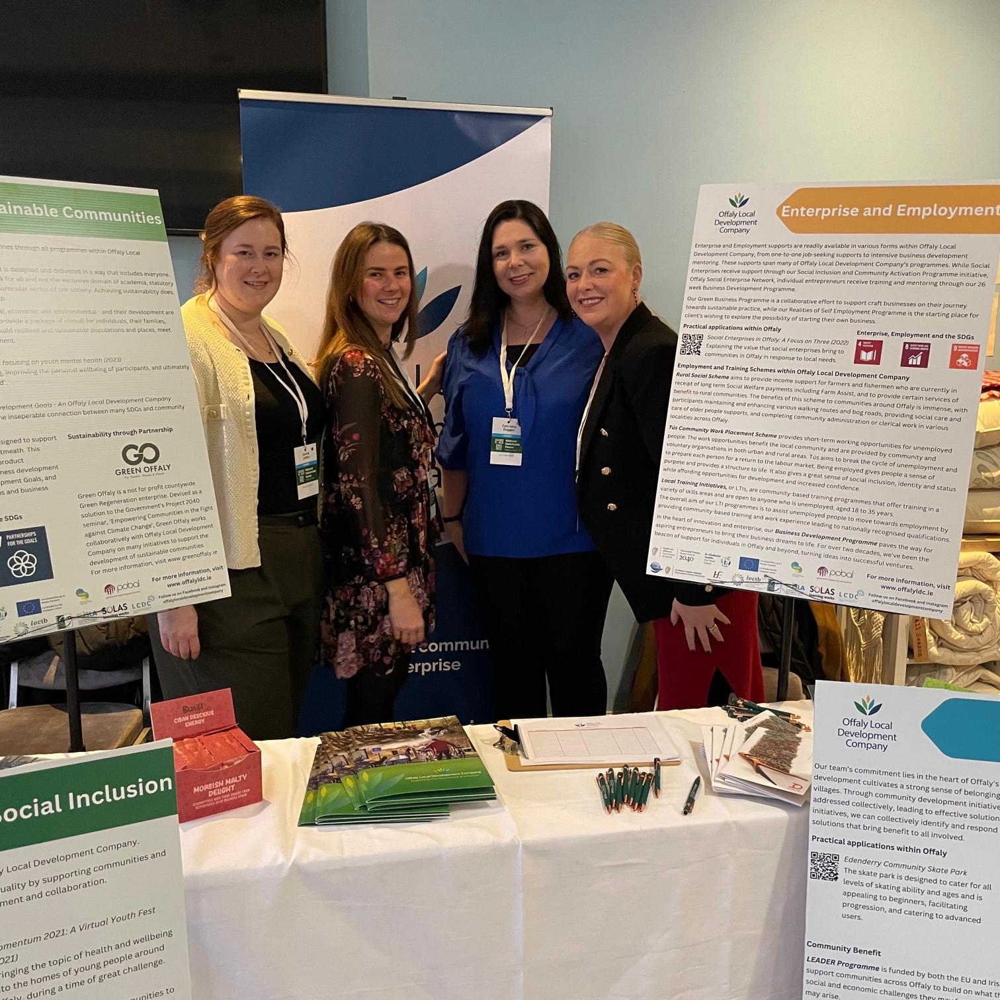 ainable Communities
ines through all programmes within Offaly Local
l is designed and delivered in a way that includes everyone.
k for all and not the exclusive domain of academia, statutory
articular sector of our society. Achieving sustainability does,
p.
al, economic and environmental - and their development are
provide a package of stimuli for individuals, their families,
uild resilient and sustainable populations and places, meet
ment.
focusing on youth mental health (2023)
g, improving the personal wellbeing of participants, and ultimately
d'.
velopment Goals - An Offaly Local Development Company
he inseperable connection between many SDGs and community
signed to support
tmeath. This
product
ness development
pment Goals, and
s and business
e SDGs
PARTNERSHIPS
FOR THE GOALS
Sustainability through Partnership
GO
GREEN OFFALY
For People, Planet & Planet
Green Offaly is a not for profit countywide
Green Regeneration enterprise. Devised as a
solution to the Government's Project 2040
seminar, 'Empowering Communities in the Fight
against Climate Change', Green Offaly works
collaboratively with Offaly Local Development
Company on many initiatives to support the
development of sustainable communities.
For more information, visit www.greenoffaly.ie
pobal
loetb
SOLAS
learning works
LCDC
For more information, visit
www.offalyldc.ie
Follow us on Facebook and Instagram
offalylocaldevelopmentcompany
Caitriona
Duggan
National
Stakeholder
Forum
commun
erprise
Offaly Local
Development
Company
Enterprise and Employment
Enterprise and Employment supports are readily available in various forms within Offaly Local
Development Company, from one-to-one job-seeking supports to intensive business development
mentoring. These supports span many of Offaly Local Development Company's programmes. While Social
Enterprises receive support through our Social Inclusion and Community Activation Programme initiative,
Offaly Social Enterprise Network, individual entrepreneurs receive training and mentoring through our 26
week Business Development Programme.
Our Green Business Programme is a collaborative effort to support craft businesses on their journey
towards sustainable practice, while our Realities of Self Employment Programme is the starting place for
client's wishing to explore the possibility of starting their own business.
Practical applications within Offaly
Social Enterprises in Offaly: A Focus on Three (2022)
Explaining the value that social enterprises bring to
communities in Offaly in response to local needs.
Enterprise, Employment and the SDGs
4 QUALITY EDUCATION
8 DECENT WORK AND ECONOMIC GROWTH
9
Employment and Training Schemes within Offaly Local Development Company
Rural Social Scheme aims to provide income support for farmers and fishermen who are currently in
receipt of long term Social Welfare payments including Farm Assist, and to provide certain services of
benefit to rural communities. The benefits of this scheme to communities around Offaly is immense, with
participants maintaining and enhancing various walking routes and bog roads, providing social care and
care of older people supports, and completing community administration or clerical work in various
localities across Offaly.
Tús Community Work Placement Scheme provides short-term working opportunities for unemployed
people. The work opportunities benefit the local community and are provided by community and
voluntary organisations in both urban and rural areas. Tús aims to break the cycle of unemployment and
to prepare each person for a return to the labour market. Being employed gives people a sense of
purpose and provides a structure to life. It also gives a great sense of social inclusion, identity and status
while affording opportunities for development and increased confidence.
Local Training Initiatives, or LTIs, are community-based training programmes that offer training in a
variety of skills areas and are open to anyone who is unemployed, aged 18 to 35 years.
The overall aim of our LTI programmes is to assist unemployed people to move towards employment by
providing community-based training and work experience leading to nationally recognised qualifications.
In the heart of innovation and enterprise, our Business Development Programme paves the way for
aspiring entrepreneurs to bring their business dreams to life. For over two decades, we've been the
beacon of support for individuals in Offaly and beyond, turning ideas into successful ventures.
2040
pobal
loetb
SOLAS
learning works
LCDC
For more information, visit
www.offalyldc.ie
Follow us on Facebook and Instagram
offalylocaldevelopmentcompany
All Season
CLEAN DELICIOUS
ENERGY
MOREISH MALTY
DELIGHT
Offaly Local Development Company
ocial Inclusion
y Local Development Company.
uality by supporting communities and
ment and collaboration.
omentum 2021: A Virtual Youth Fest
021)
ringing the topic of health and wellbeing
to the homes of young people around
ffaly, during a time of great challenge.
unities to
Offaly Local
Development
Company
Our team's commitment lies in the heart of Offaly's
development cultivates a strong sense of belonging
villages. Through community development initiative
addressed collectively, leading to effective solution
initiatives, we can collectively identify and respond
solutions that bring benefit to all involved.
Practical applications within Offaly
Edenderry Community Skate Park
The skate park is designed to cater for all
levels of skating ability and ages and is
appealing to beginners, facilitating
progression, and catering to advanced
users.
Community Benefit
LEADER Programme is funded by both the EU and Iris
support communities across Offaly to build on what t
social and economic challenges they
may arise.